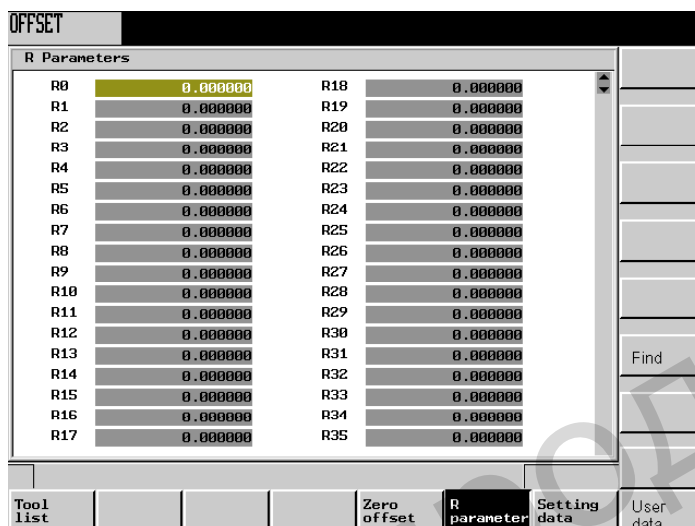 OFFSET
R Parameters
R0 0.000000 R18 0.000000
R1 0.000000 R19 0.000000
R2 0.000000 R20 0.000000
R3 0.000000 R21 0.000000
R4 0.000000 R22 0.000000
R5 0.000000 R23 0.000000
R6 0.000000 R24 0.000000
R7 0.000000 R25 0.000000
R8 0.000000 R26 0.000000
R9 0.000000 R27 0.000000
R10 0.000000 R28 0.000000
R11 0.000000 R29 0.000000
R12 0.000000 R30 0.000000
R13 0.000000 R31 0.000000
R14 0.000000 R32 0.000000
R15 0.000000 R33 0.000000
R16 0.000000 R34 0.000000
R17 0.000000 R35 0.000000
Find
Tool list
Zero offset
R parameter
Setting data
User data